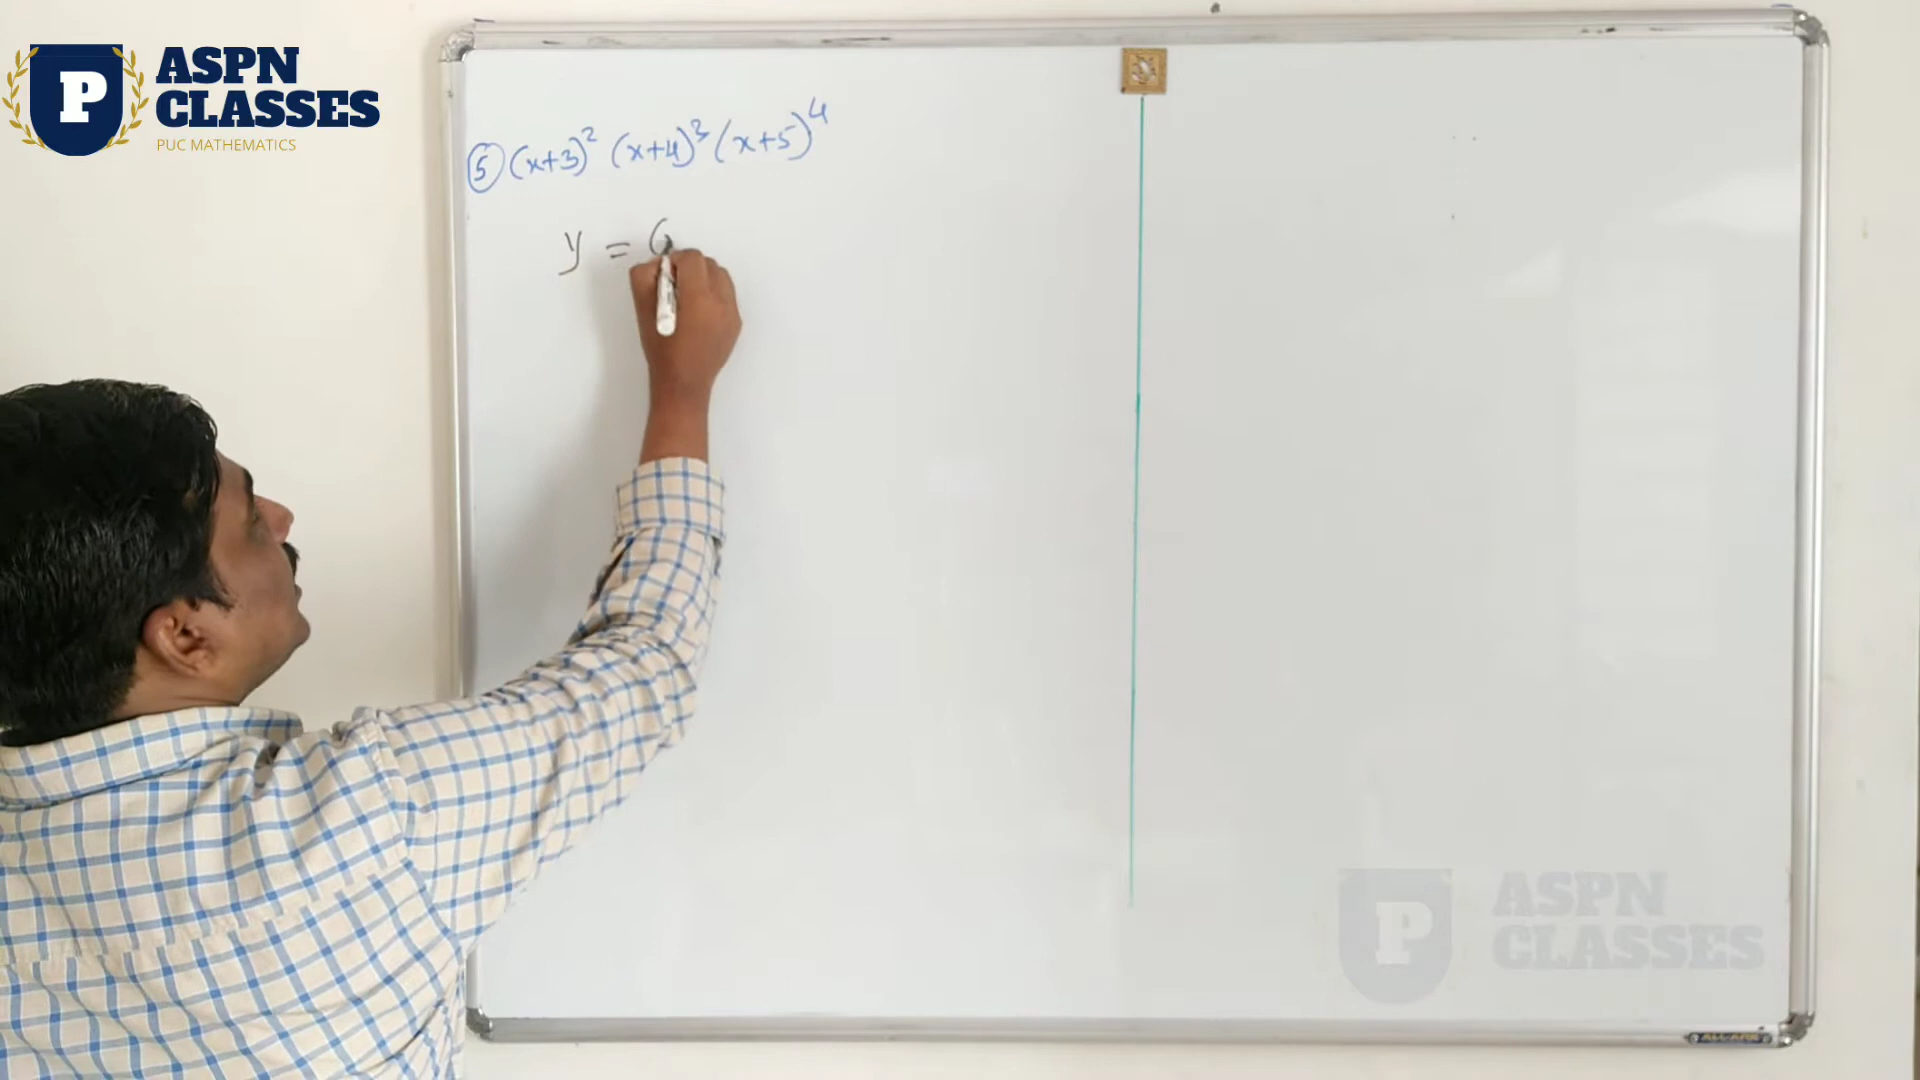 ASPN
CLASSES
PUC MATHEMATICS
⑤ (x+3)² (x+4)³ (x+5)⁴
y = (
ASPN
CLASSES